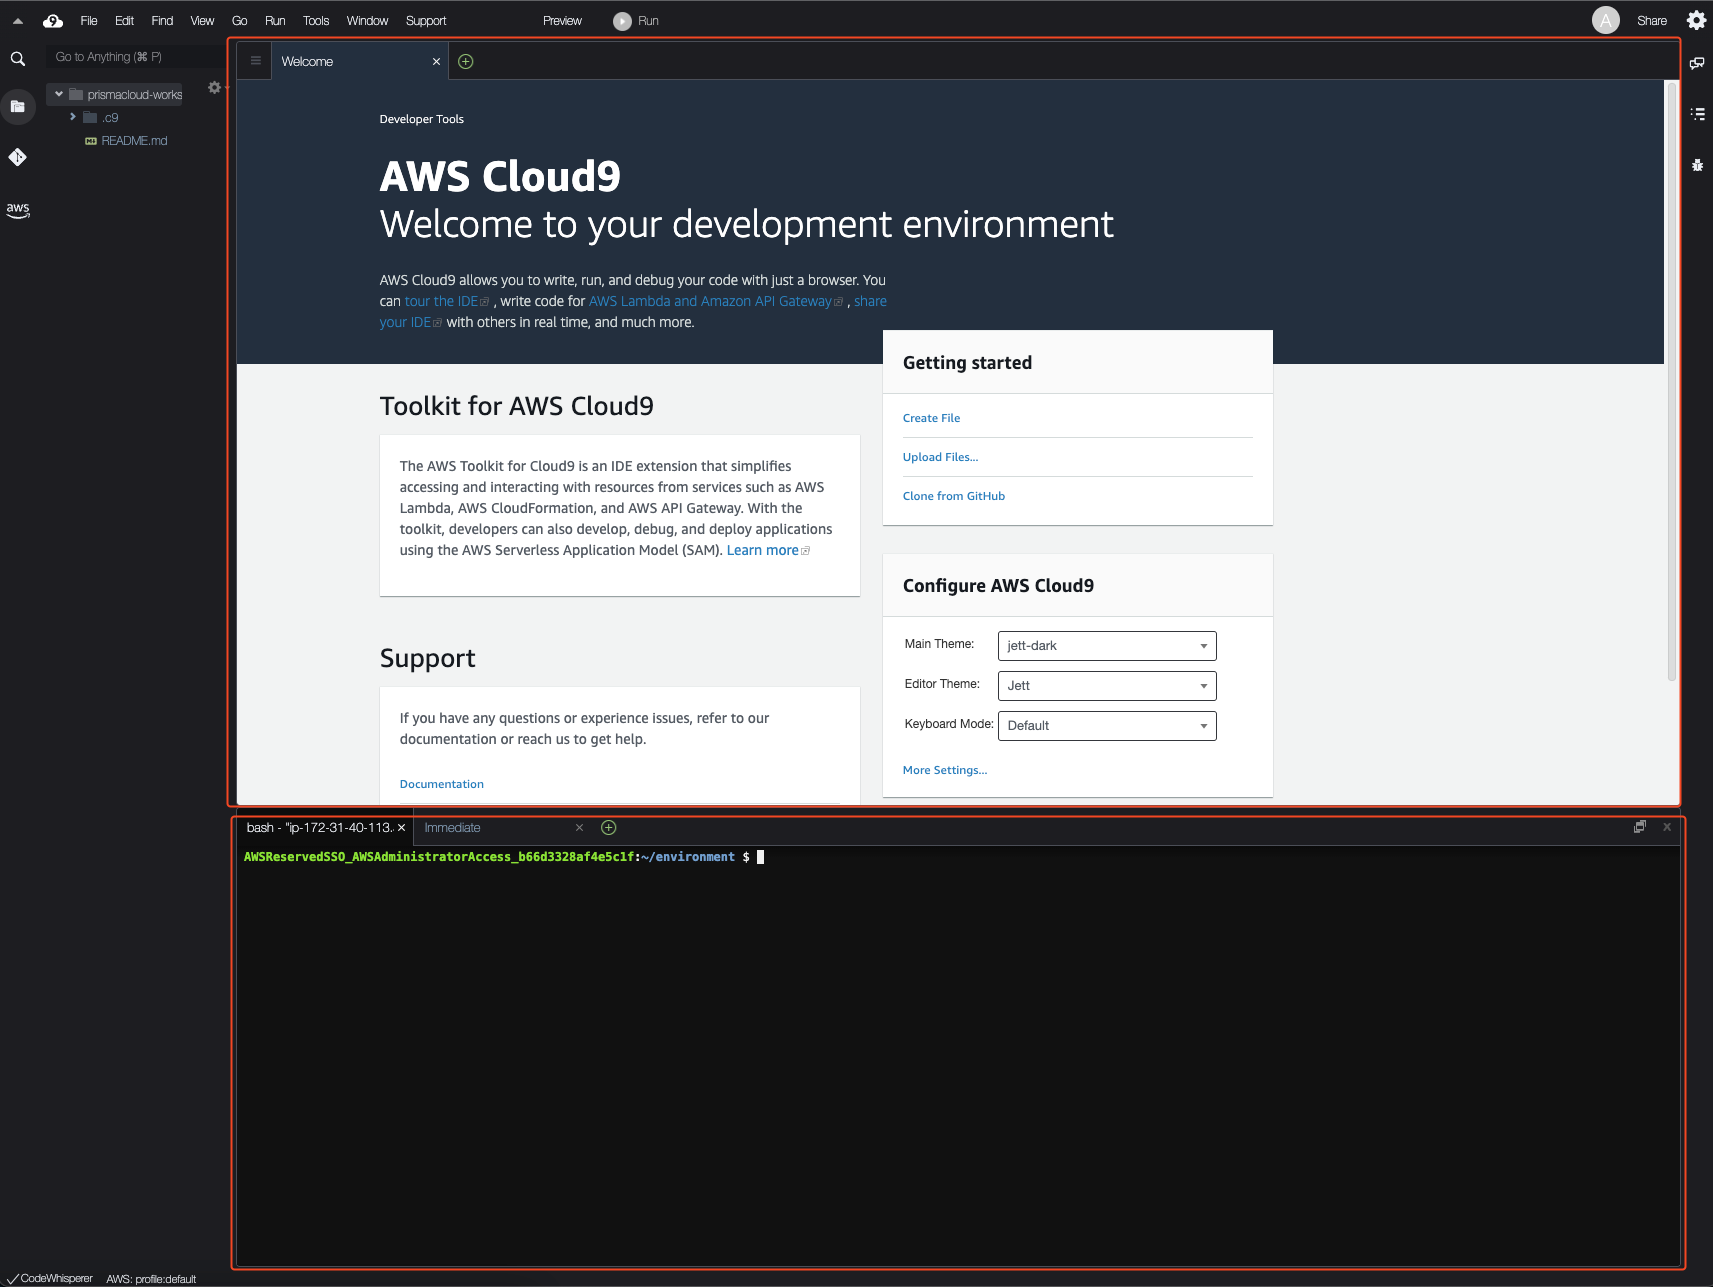 9 File Edit Find View Go Run Tools Window Support Preview Run A Share
Go to Anything (⌘ P)
prismacloud-works
.c9
README.md
aws
Welcome
Developer Tools
AWS Cloud9
Welcome to your development environment
AWS Cloud9 allows you to write, run, and debug your code with just a browser. You
can tour the IDE , write code for AWS Lambda and Amazon API Gateway , share
your IDE with others in real time, and much more.
Toolkit for AWS Cloud9
The AWS Toolkit for Cloud9 is an IDE extension that simplifies
accessing and interacting with resources from services such as AWS
Lambda, AWS CloudFormation, and AWS API Gateway. With the
toolkit, developers can also develop, debug, and deploy applications
using the AWS Serverless Application Model (SAM). Learn more
Support
If you have any questions or experience issues, refer to our
documentation or reach us to get help.
Documentation
Getting started
Create File
Upload Files...
Clone from GitHub
Configure AWS Cloud9
Main Theme: jett-dark
Editor Theme: Jett
Keyboard Mode: Default
More Settings...
bash - "ip-172-31-40-113. Immediate
AWSReservedSSO_AWSAdministratorAccess_b66d3328af4e5c1f:~/environment $
CodeWhisperer AWS: profile:default